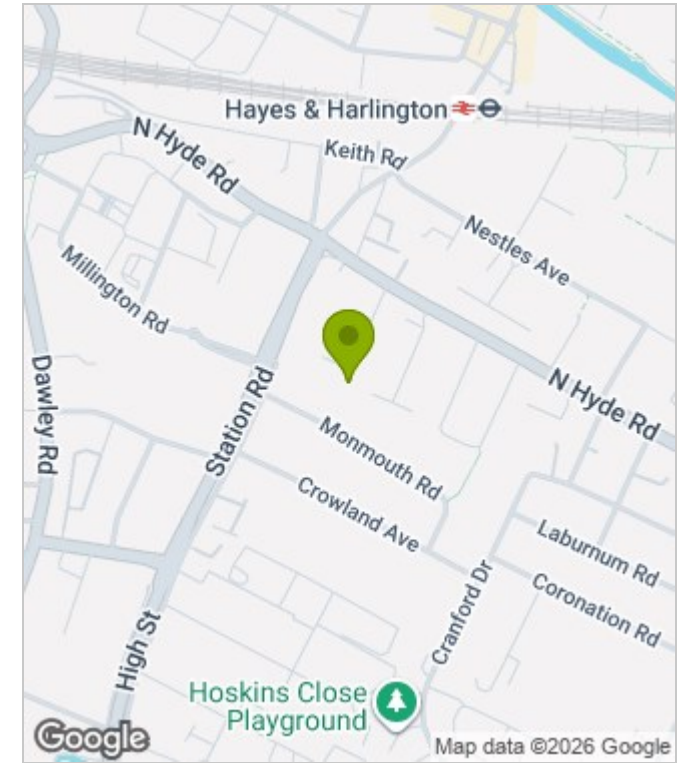 Hayes & Harlington
Keith Rd
N Hyde Rd
Nestles Ave
Millington Rd
Dawley Rd
Station Rd
N Hyde Rd
Monmouth Rd
Crowland Ave
Laburnum Rd
Coronation Rd
Cranford Dr
High St
Hoskins Close
Playground
Google
Map data ©2026 Google